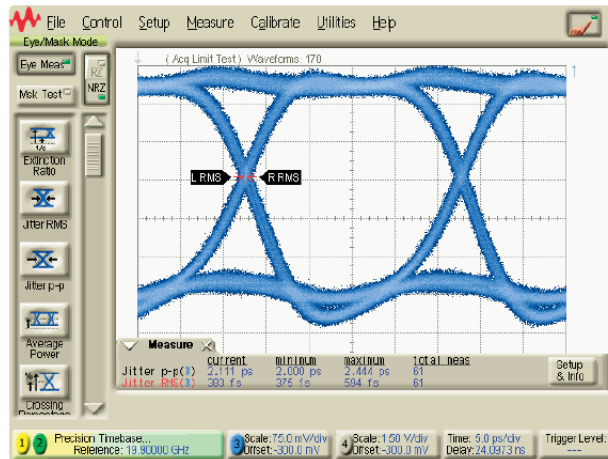 File Control Setup Measure Calibrate Utilities Help
Eye/Mask Mode
( Acq Limit Test ) Waveforms: 170
1
Eye Meas
RZ
NRZ
Msk Test
Extinction
Ratio
Jitter RMS
Jitter p-p
Average
Power
Crossing
L RMS R RMS
Measure
current minimum maximum total meas
Jitter p-p(3) 2.111 ps 2.000 ps 2.444 ps 61
Jitter RMS(3) 383 fs 375 fs 594 fs 61
Setup
& Info
1 2 Precision Timebase...
Reference: 19.90000 GHz
3 Scale:75.0 mV/div
Offset:-300.0 mV
4 Scale:1.50 V/div
Offset:-300.0 mV
Time: 5.0 ps/div
Delay:24.0973 ns
Trigger Level:
---